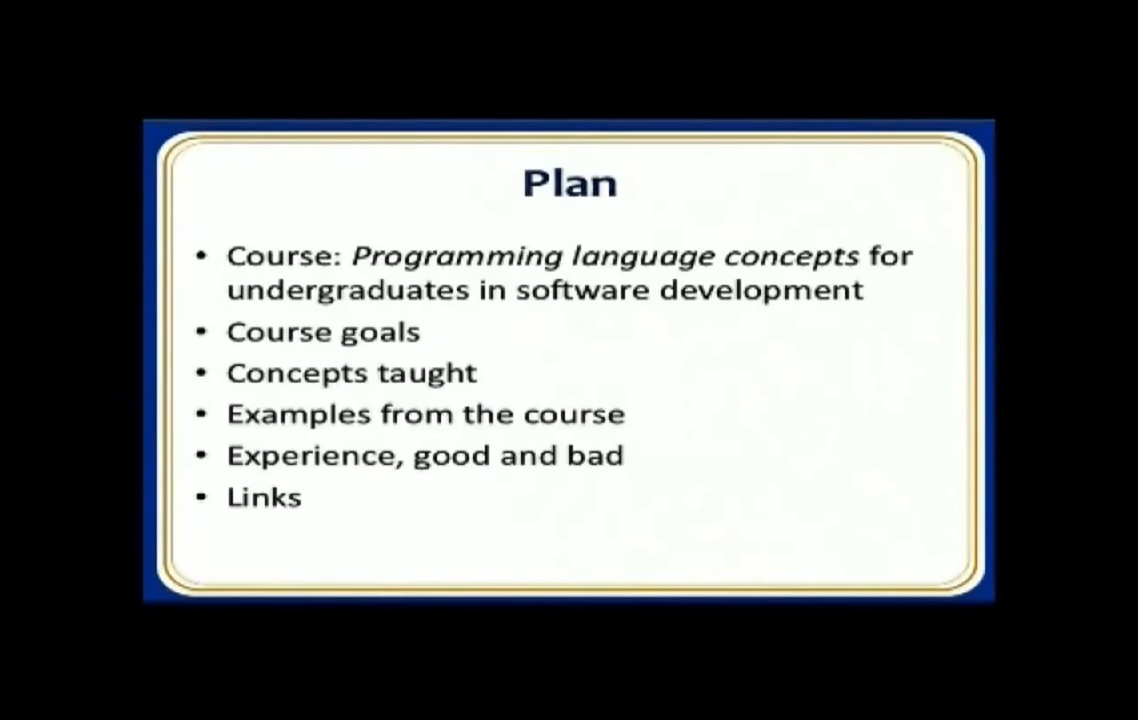 Plan
• Course: Programming language concepts for
undergraduates in software development
• Course goals
• Concepts taught
• Examples from the course
• Experience, good and bad
• Links